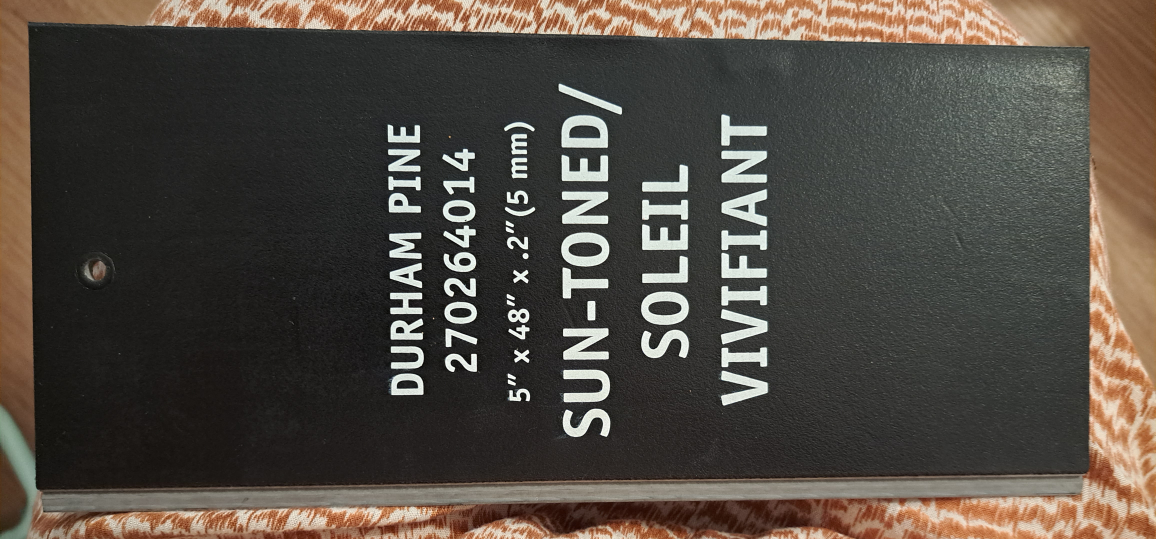 DURHAM PINE
270264014
5" x 48" x .2" (5 mm)
SUN-TONED/
SOLEIL
VIVIFIANT